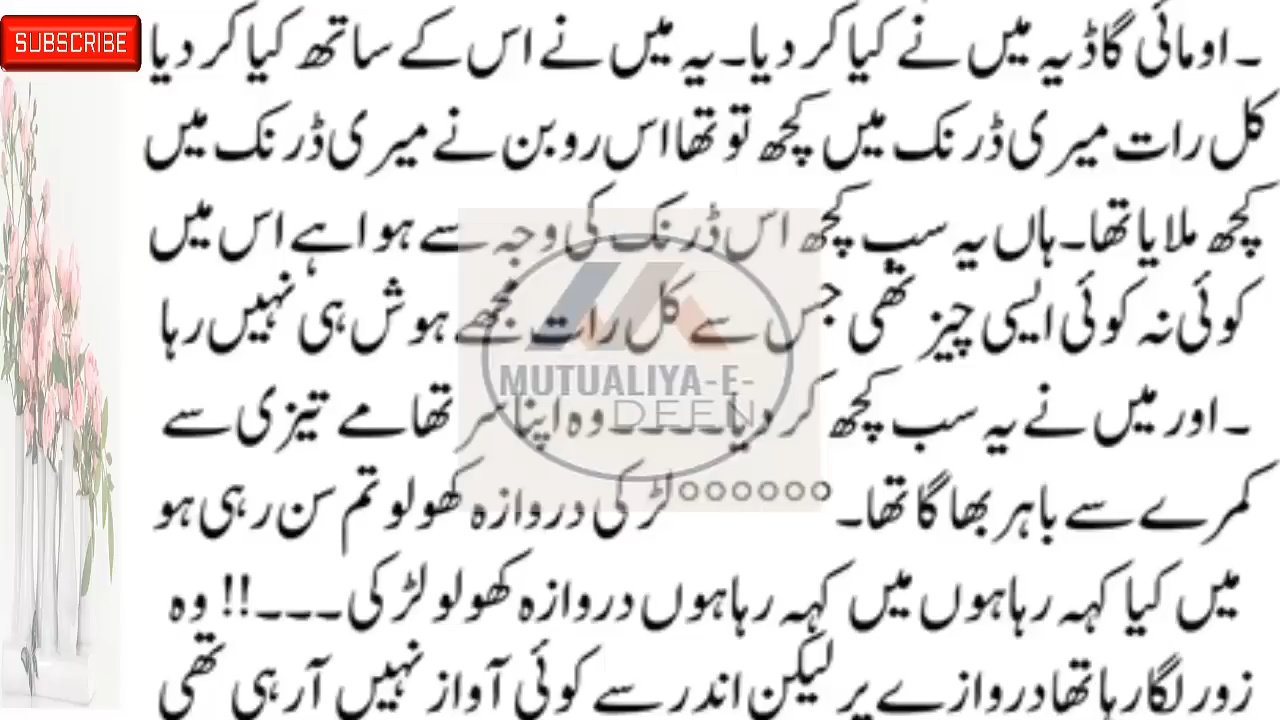 SUBSCRIBE
۔اومائی گاڈیہ میں نے کیا کر دیا۔یہ میں نے اس کے ساتھ کیا کر دیا
کل رات میری ڈرنک میں کچھ تو تھا اس روبن نے میری ڈرنک میں
کچھ ملایا تھا۔ہاں یہ سب کچھ اس ڈرنک کی وجہ سے ہوا ہے اس میں
کوئی نہ کوئی ایسی چیز تھی جس سے کل رات مجھے ہوش ہی نہیں رہا
۔اور میں نے یہ سب کچھ کر دیا۔۔۔۔وہ اپنا سر تھامے تیزی سے
کمرے سے باہر بھاگا تھا۔ ○○○○○○لڑکی دروازہ کھولو تم سن رہی ہو
میں کیا کہہ رہا ہوں میں کہہ رہا ہوں دروازہ کھولو لڑکی۔۔۔!! وہ
زور لگا رہا تھا دروازے پر لیکن اندر سے کوئی آواز نہیں آرہی تھی
MUTUALIYA-E-
DEEN